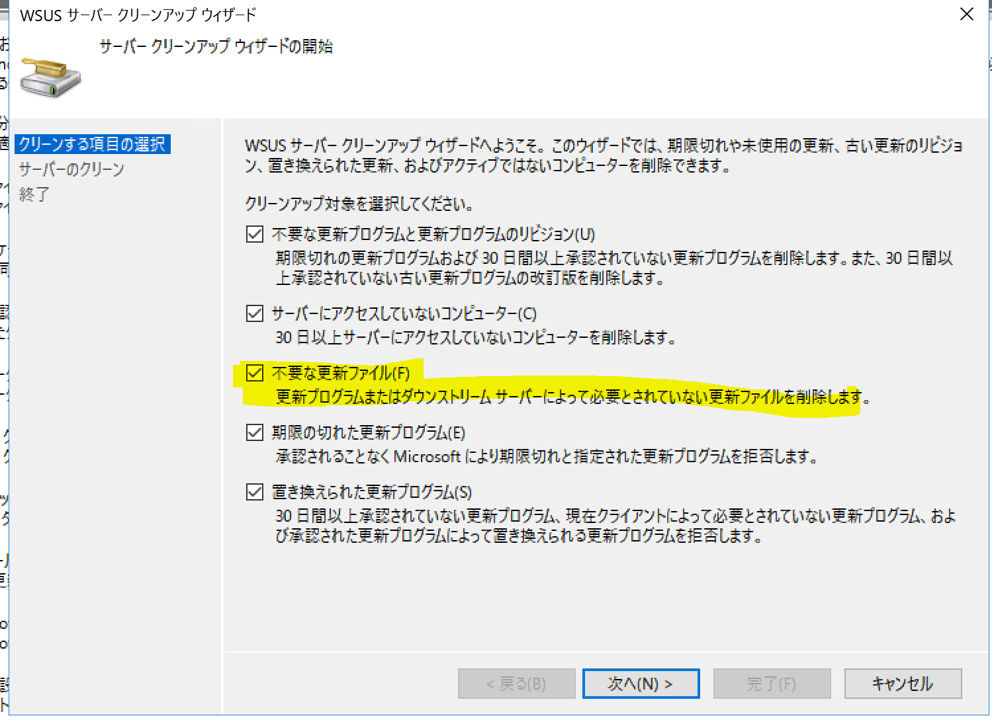 WSUS サーバー クリーンアップ ウィザード
サーバー クリーンアップ ウィザードの開始
クリーンする項目の選択
サーバーのクリーン
終了
WSUS サーバー クリーンアップ ウィザードへようこそ。このウィザードでは、期限切れや未使用の更新、古い更新のリビジョ
ン、置き換えられた更新、およびアクティブではないコンピューターを削除できます。
クリーンアップ対象を選択してください。
不要な更新プログラムと更新プログラムのリビジョン(U)
期限切れの更新プログラムおよび 30 日間以上承認されていない更新プログラムを削除します。また、30 日間以
上承認されていない古い更新プログラムの改訂版を削除します。
サーバーにアクセスしていないコンピューター(C)
30 日以上サーバーにアクセスしていないコンピューターを削除します。
不要な更新ファイル(F)
更新プログラムまたはダウンストリーム サーバーによって必要とされていない更新ファイルを削除します。
期限の切れた更新プログラム(E)
承認されることなく Microsoft により期限切れと指定された更新プログラムを拒否します。
置き換えられた更新プログラム(S)
30 日間以上承認されていない更新プログラム、現在クライアントによって必要とされていない更新プログラム、およ
び承認された更新プログラムによって置き換えられる更新プログラムを拒否します。
< 戻る(B)
次へ(N) >
完了(F)
キャンセル